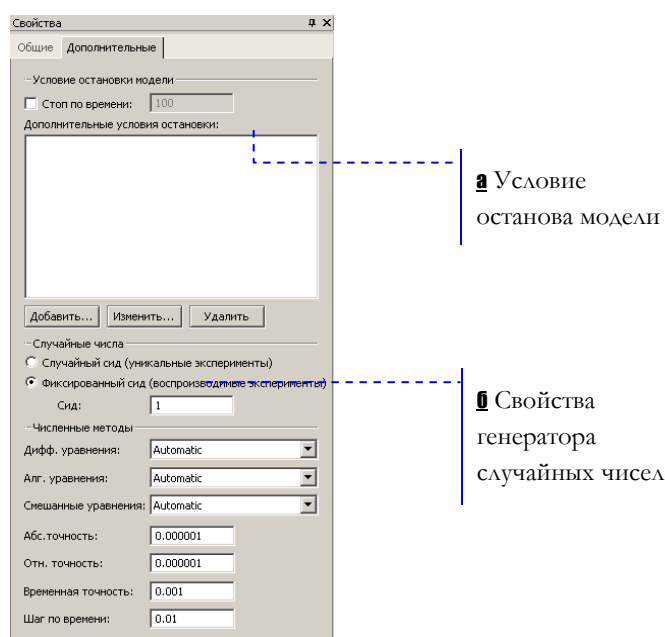 Свойства
Общие Дополнительные
Условие остановки модели
Стоп по времени: 100
Дополнительные условия остановки:
Добавить... Изменить... Удалить
Случайные числа
Случайный сид (уникальные эксперименты)
Фиксированный сид (воспроизводимые эксперименты)
Сид: 1
Численные методы
Дифф. уравнения: Automatic
Алг. уравнения: Automatic
Смешанные уравнения: Automatic
Абс.точность: 0.000001
Отн. точность: 0.000001
Временная точность: 0.001
Шаг по времени: 0.01
а Условие
останова модели
б Свойства
генератора
случайных чисел